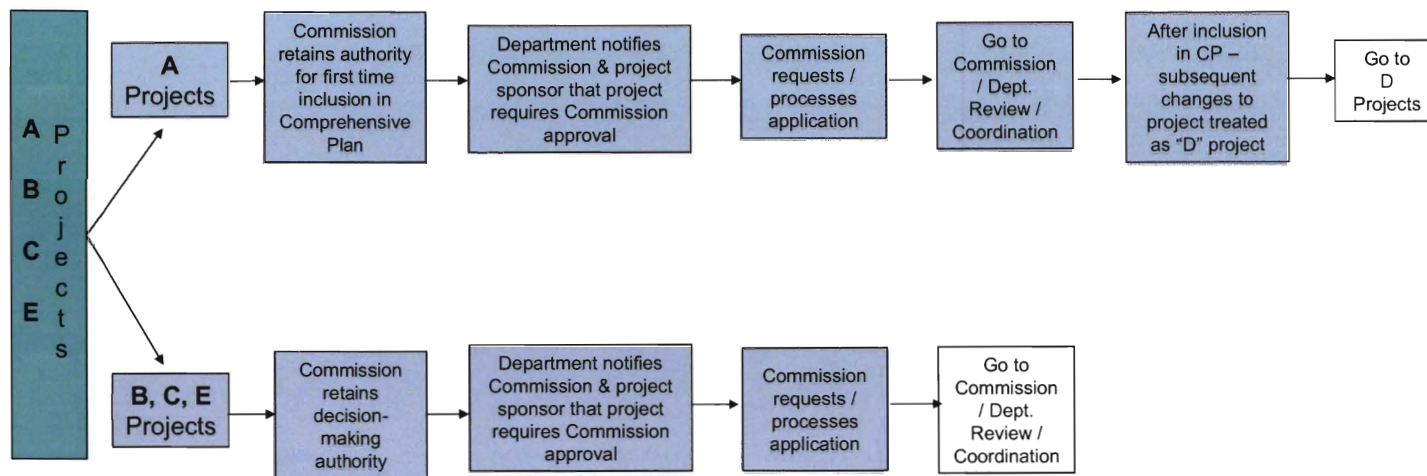 A B C E
Projects
A
Projects
Commission
retains authority
for first time
inclusion in
Comprehensive
Plan
Department notifies
Commission & project
sponsor that project
requires Commission
approval
Commission
requests /
processes
application
Go to
Commission
/ Dept.
Review /
Coordination
After inclusion
in CP –
subsequent
changes to
project treated
as “D” project
Go to
D
Projects
B, C, E
Projects
Commission
retains
decision-
making
authority
Department notifies
Commission & project
sponsor that project
requires Commission
approval
Commission
requests /
processes
application
Go to
Commission
/ Dept.
Review /
Coordination